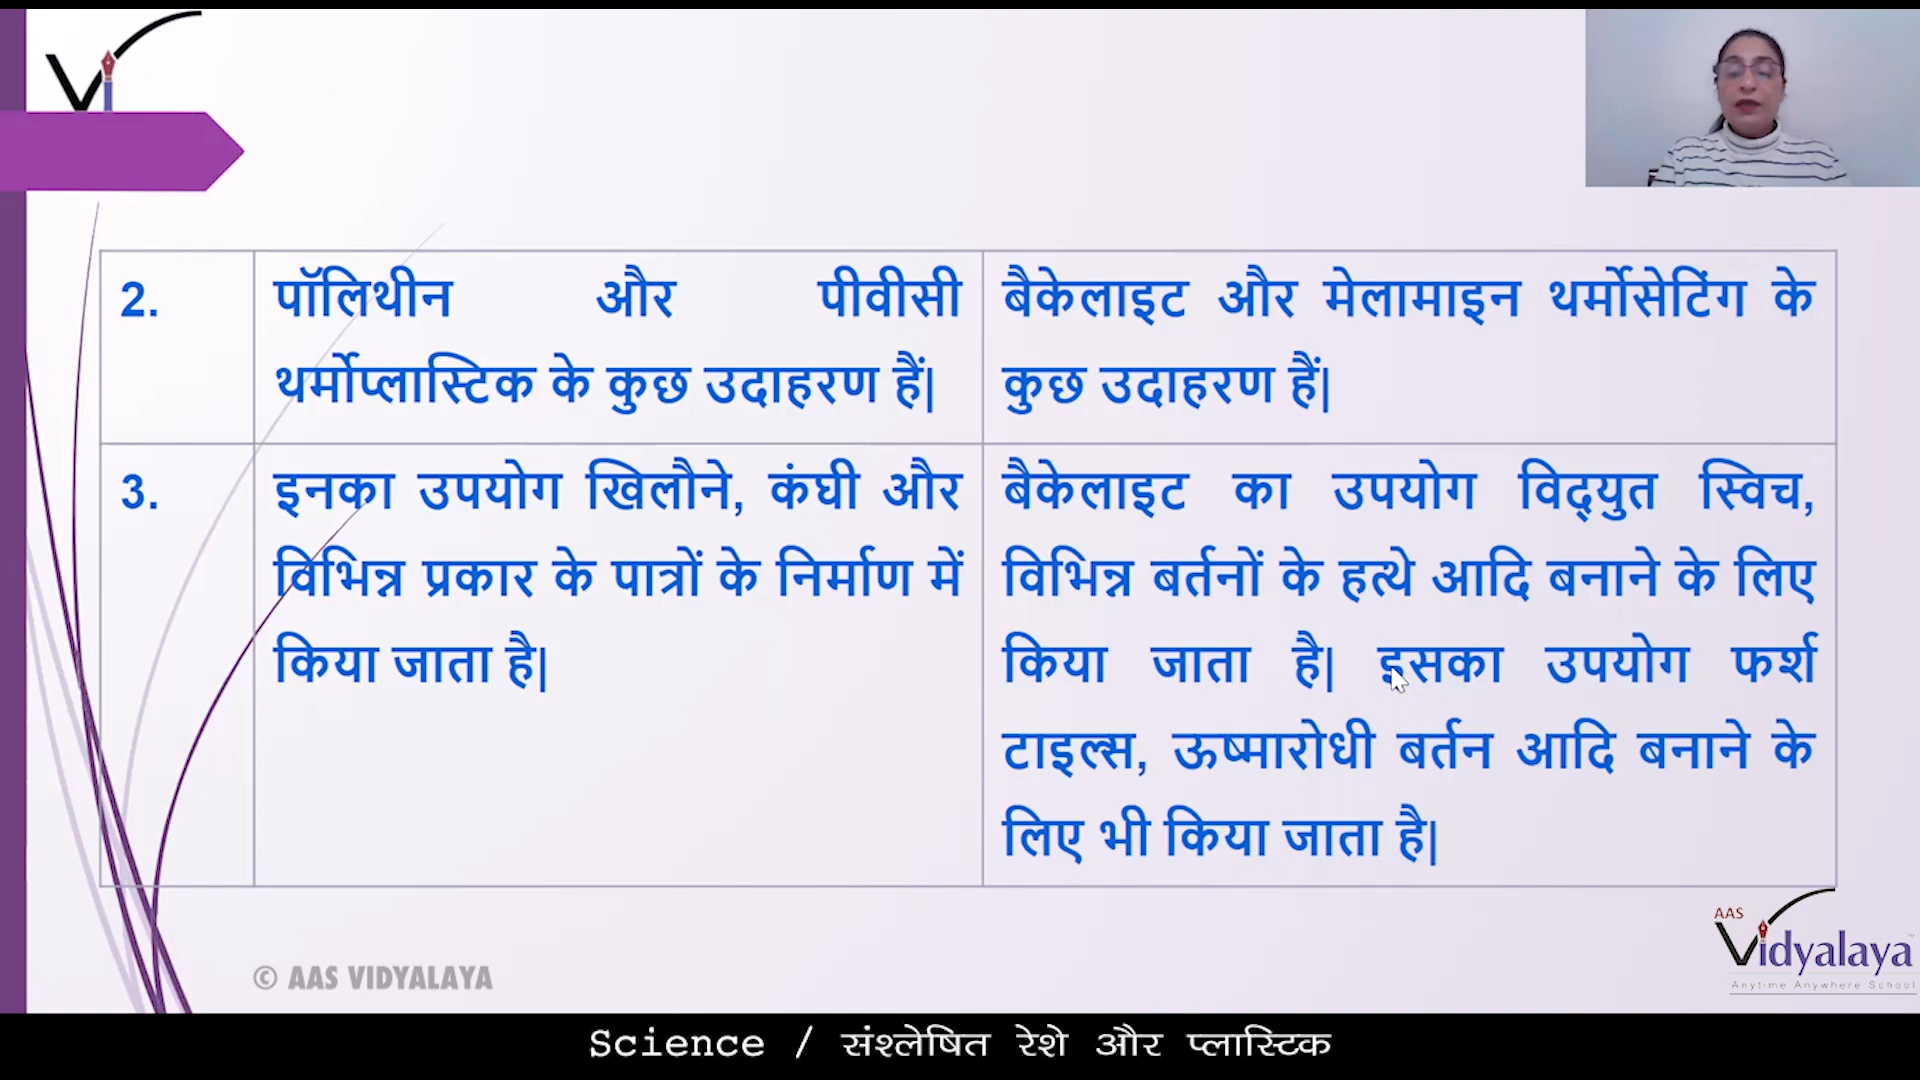 Vi
2.
पॉलिथीन और पीवीसी
थर्मोप्लास्टिक के कुछ उदाहरण हैं|
बैकेलाइट और मेलामाइन थर्मोसेटिंग के
कुछ उदाहरण हैं|
3.
इनका उपयोग खिलौने, कंघी और
विभिन्न प्रकार के पात्रों के निर्माण में
किया जाता है|
बैकेलाइट का उपयोग विद्युत स्विच,
विभिन्न बर्तनों के हत्थे आदि बनाने के लिए
किया जाता है| इसका उपयोग फर्श
टाइल्स, ऊष्मारोधी बर्तन आदि बनाने के
लिए भी किया जाता है|
© AAS VIDYALAYA
AAS
Vidyalaya
Anytime Anywhere School
Science / संश्लेषित रेशे और प्लास्टिक